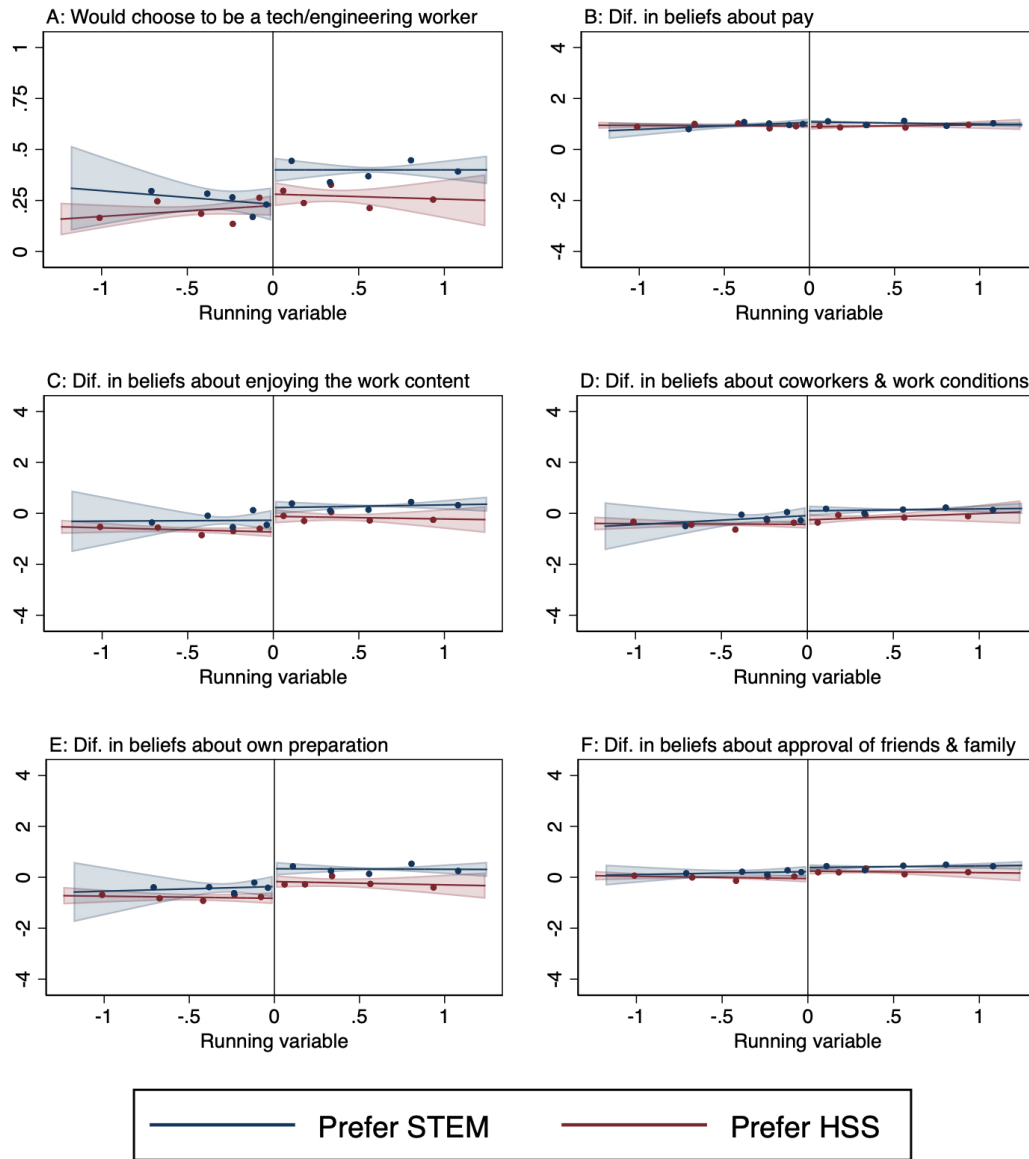 A: Would choose to be a tech/engineering worker
1
.75
.5
.25
0
-1 -.5 0 .5 1
Running variable
B: Dif. in beliefs about pay
4
2
0
-2
-4
-1 -.5 0 .5 1
Running variable
C: Dif. in beliefs about enjoying the work content
4
2
0
-2
-4
-1 -.5 0 .5 1
Running variable
D: Dif. in beliefs about coworkers & work conditions
4
2
0
-2
-4
-1 -.5 0 .5 1
Running variable
E: Dif. in beliefs about own preparation
4
2
0
-2
-4
-1 -.5 0 .5 1
Running variable
F: Dif. in beliefs about approval of friends & family
4
2
0
-2
-4
-1 -.5 0 .5 1
Running variable
Prefer STEM Prefer HSS